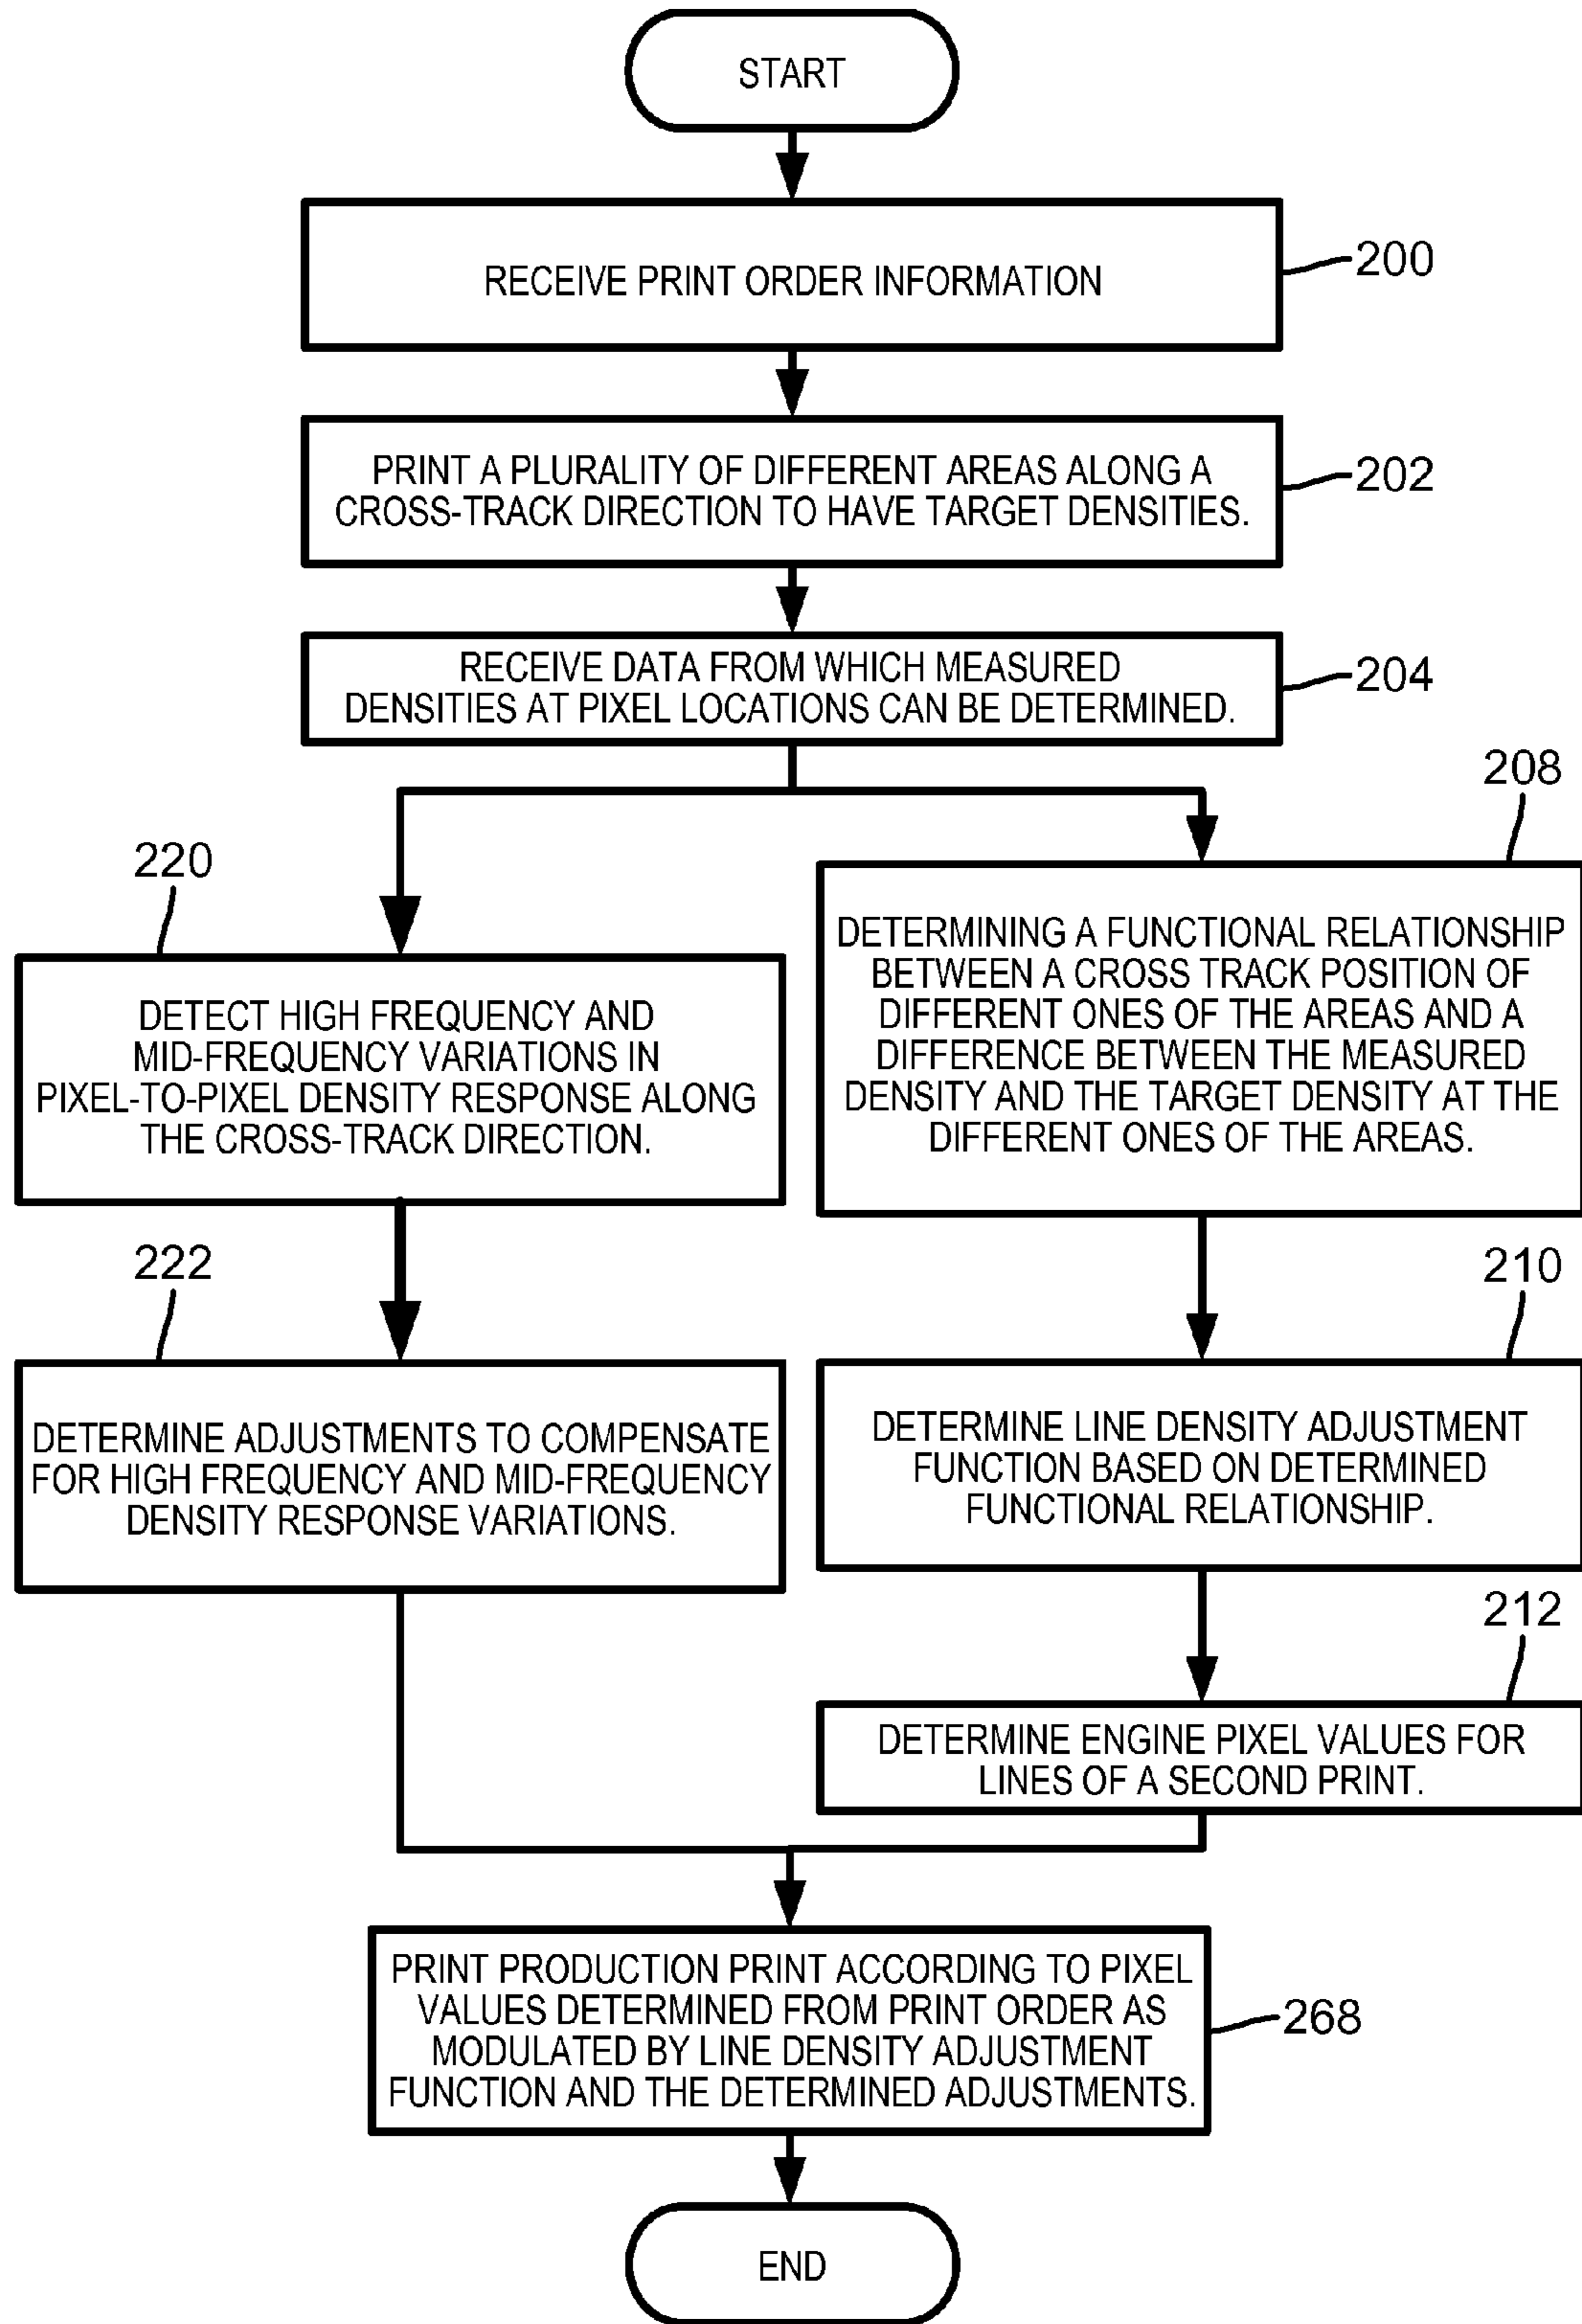 START
RECEIVE PRINT ORDER INFORMATION
200
PRINT A PLURALITY OF DIFFERENT AREAS ALONG A
CROSS-TRACK DIRECTION TO HAVE TARGET DENSITIES.
202
RECEIVE DATA FROM WHICH MEASURED
DENSITIES AT PIXEL LOCATIONS CAN BE DETERMINED.
204
220
DETECT HIGH FREQUENCY AND
MID-FREQUENCY VARIATIONS IN
PIXEL-TO-PIXEL DENSITY RESPONSE ALONG
THE CROSS-TRACK DIRECTION.
222
DETERMINE ADJUSTMENTS TO COMPENSATE
FOR HIGH FREQUENCY AND MID-FREQUENCY
DENSITY RESPONSE VARIATIONS.
208
DETERMINING A FUNCTIONAL RELATIONSHIP
BETWEEN A CROSS TRACK POSITION OF
DIFFERENT ONES OF THE AREAS AND A
DIFFERENCE BETWEEN THE MEASURED
DENSITY AND THE TARGET DENSITY AT THE
DIFFERENT ONES OF THE AREAS.
210
DETERMINE LINE DENSITY ADJUSTMENT
FUNCTION BASED ON DETERMINED
FUNCTIONAL RELATIONSHIP.
212
DETERMINE ENGINE PIXEL VALUES FOR
LINES OF A SECOND PRINT.
PRINT PRODUCTION PRINT ACCORDING TO PIXEL
VALUES DETERMINED FROM PRINT ORDER AS
MODULATED BY LINE DENSITY ADJUSTMENT
FUNCTION AND THE DETERMINED ADJUSTMENTS.
268
END